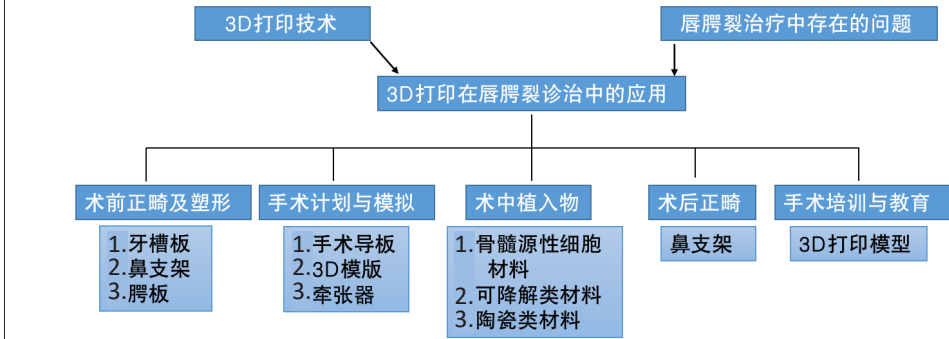 3D打印技术
唇腭裂治疗中存在的问题
3D打印在唇腭裂诊治中的应用
术前正畸及塑形
1.牙槽板
2.鼻支架
3.腭板
手术计划与模拟
1.手术导板
2.3D模版
3.牵张器
术中植入物
1.骨髓源性细胞
材料
2.可降解类材料
3.陶瓷类材料
术后正畸
鼻支架
手术培训与教育
3D打印模型